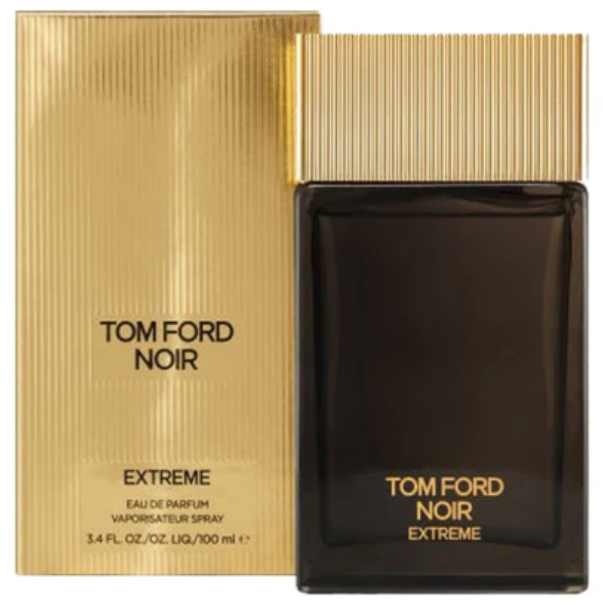 TOM FORD
NOIR
EXTREME
EAU DE PARFUM
VAPORISATEUR SPRAY
3.4 FL. OZ./OZ. LIQ./100 ml e
TOM FORD
NOIR
EXTREME